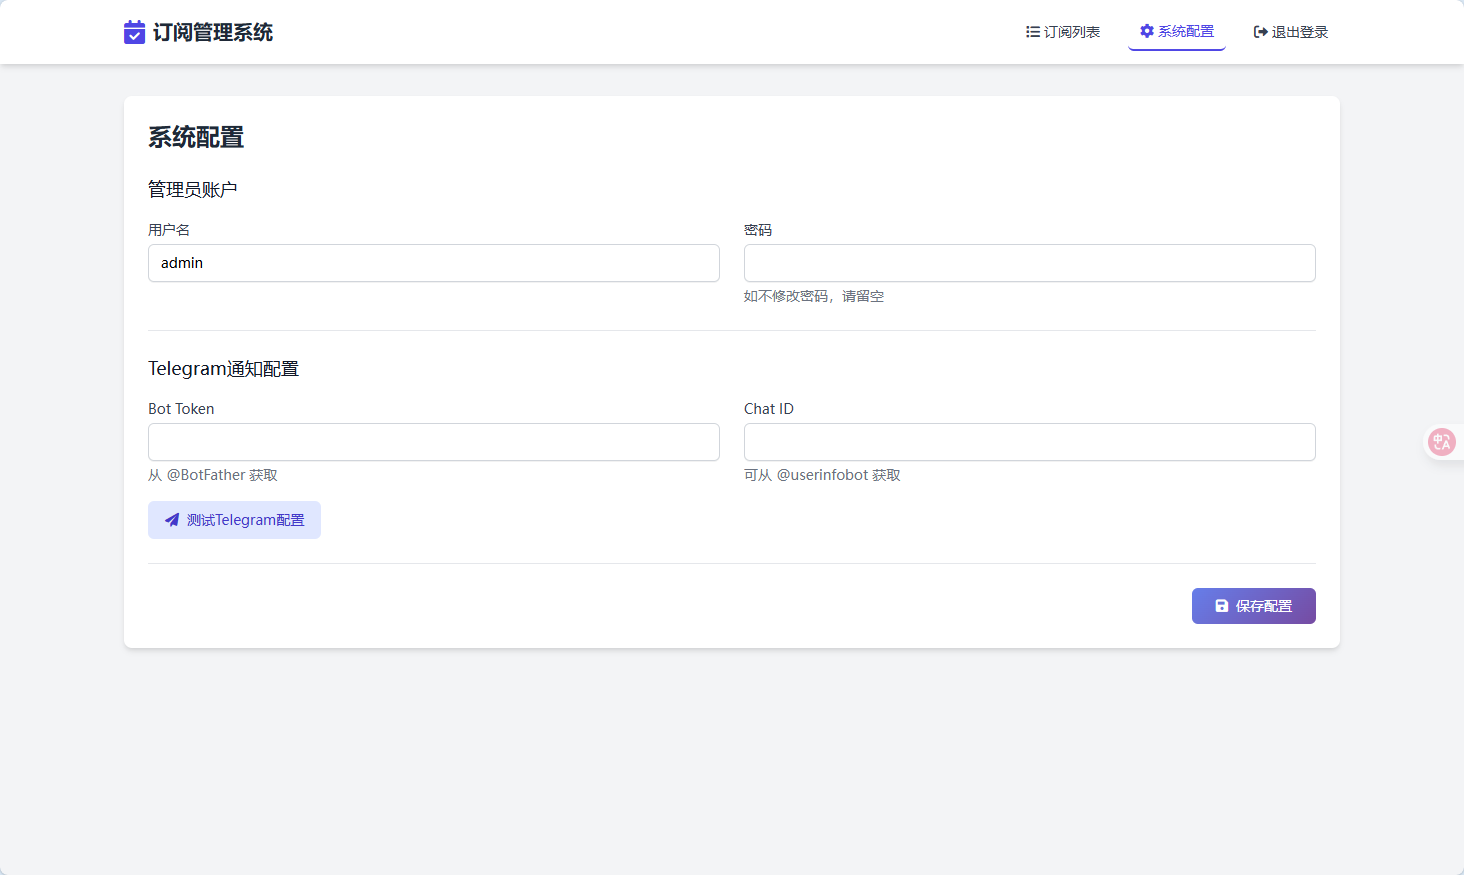 订阅管理系统
订阅列表
系统配置
退出登录
系统配置
管理员账户
用户名
密码
admin
如不修改密码，请留空
Telegram通知配置
Bot Token
Chat ID
从 @BotFather 获取
可从 @userinfobot 获取
测试Telegram配置
保存配置
中A